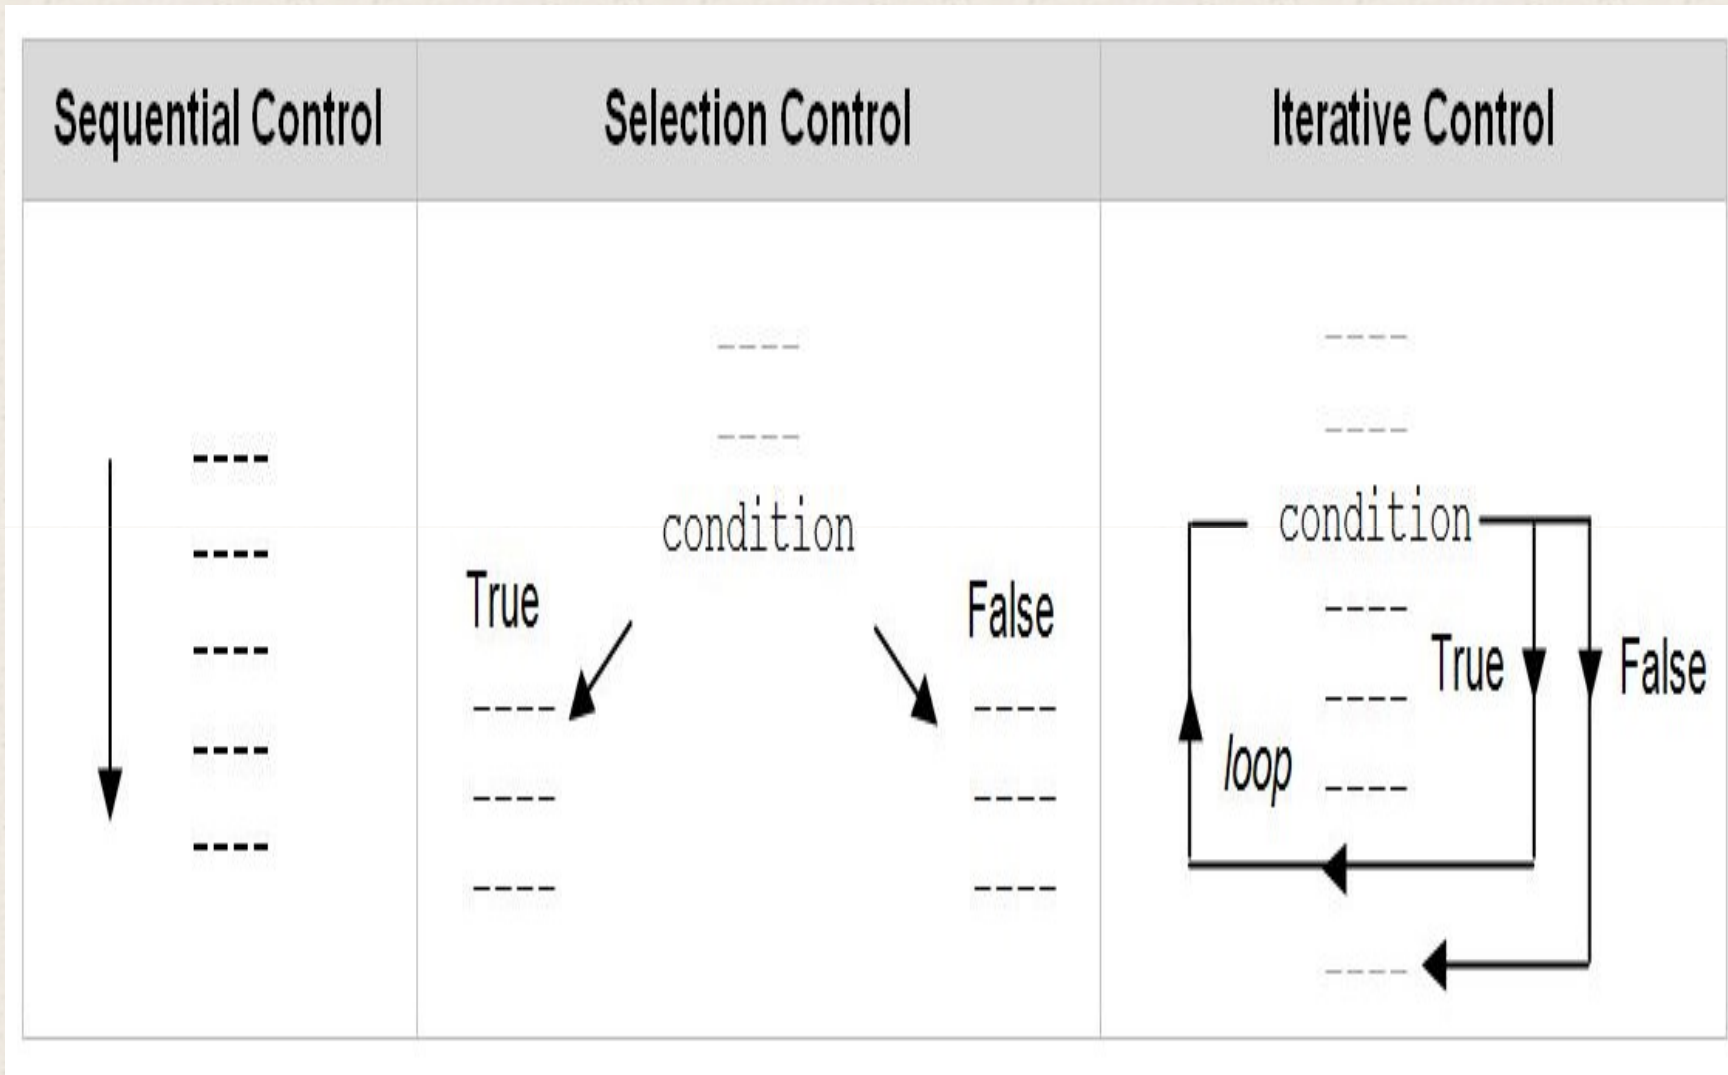 Sequential Control
Selection Control
Iterative Control
----
----
----
----
----
----
----
condition
True
False
----
----
----
----
----
----
----
----
condition
----
----
----
True
False
loop
----